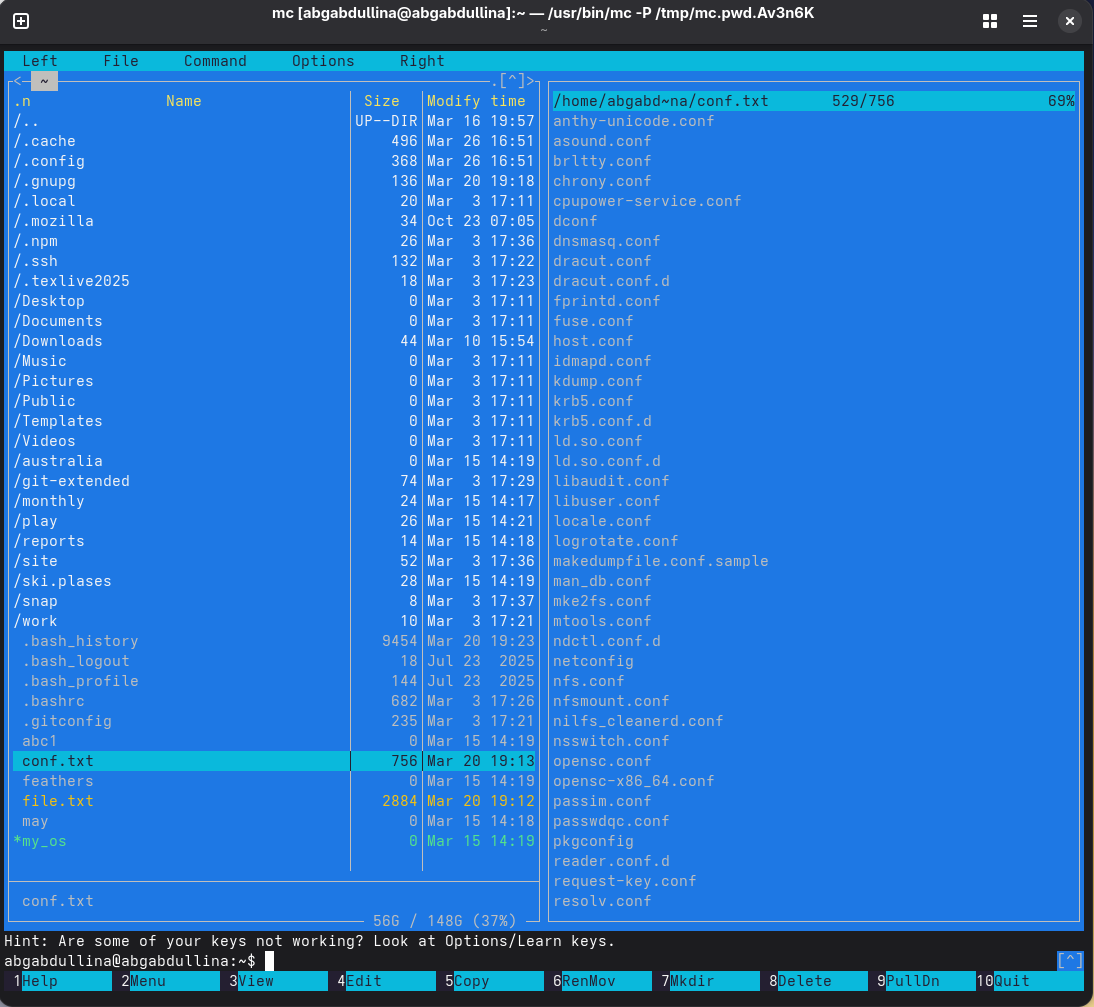 mc [abgabdullina@abgabdullina]:~ — /usr/bin/mc -P /tmp/mc.pwd.Av3n6K
~
Left File Command Options Right
<- ~ .[^]>
.n Name Size Modify time
/.. UP--DIR Mar 16 19:57
/.cache 496 Mar 26 16:51
/.config 368 Mar 26 16:51
/.gnupg 136 Mar 20 19:18
/.local 20 Mar 3 17:11
/.mozilla 34 Oct 23 07:05
/.npm 26 Mar 3 17:36
/.ssh 132 Mar 3 17:22
/.texlive2025 18 Mar 3 17:23
/Desktop 0 Mar 3 17:11
/Documents 0 Mar 3 17:11
/Downloads 44 Mar 10 15:54
/Music 0 Mar 3 17:11
/Pictures 0 Mar 3 17:11
/Public 0 Mar 3 17:11
/Templates 0 Mar 3 17:11
/Videos 0 Mar 3 17:11
/australia 0 Mar 15 14:19
/git-extended 74 Mar 3 17:29
/monthly 24 Mar 15 14:17
/play 26 Mar 15 14:21
/reports 14 Mar 15 14:18
/site 52 Mar 3 17:36
/ski.plases 28 Mar 15 14:19
/snap 8 Mar 3 17:37
/work 10 Mar 3 17:21
.bash_history 9454 Mar 20 19:23
.bash_logout 18 Jul 23 2025
.bash_profile 144 Jul 23 2025
.bashrc 682 Mar 3 17:26
.gitconfig 235 Mar 3 17:21
abc1 0 Mar 15 14:19
conf.txt 756 Mar 20 19:13
feathers 0 Mar 15 14:19
file.txt 2884 Mar 20 19:12
may 0 Mar 15 14:18
*my_os 0 Mar 15 14:19
conf.txt
56G / 148G (37%)
/home/abgabd~na/conf.txt 529/756 69%
anthy-unicode.conf
asound.conf
brltty.conf
chrony.conf
cpupower-service.conf
dconf
dnsmasq.conf
dracut.conf
dracut.conf.d
fprintd.conf
fuse.conf
host.conf
idmapd.conf
kdump.conf
krb5.conf
krb5.conf.d
ld.so.conf
ld.so.conf.d
libaudit.conf
libuser.conf
locale.conf
logrotate.conf
makedumpfile.conf.sample
man_db.conf
mke2fs.conf
mtools.conf
ndctl.conf.d
netconfig
nfs.conf
nfsmount.conf
nilfs_cleanerd.conf
nsswitch.conf
opensc.conf
opensc-x86_64.conf
passim.conf
passwdqc.conf
pkgconfig
reader.conf.d
request-key.conf
resolv.conf
Hint: Are some of your keys not working? Look at Options/Learn keys.
abgabdullina@abgabdullina:~$ [^]
1Help 2Menu 3View 4Edit 5Copy 6RenMov 7Mkdir 8Delete 9PullDn 10Quit